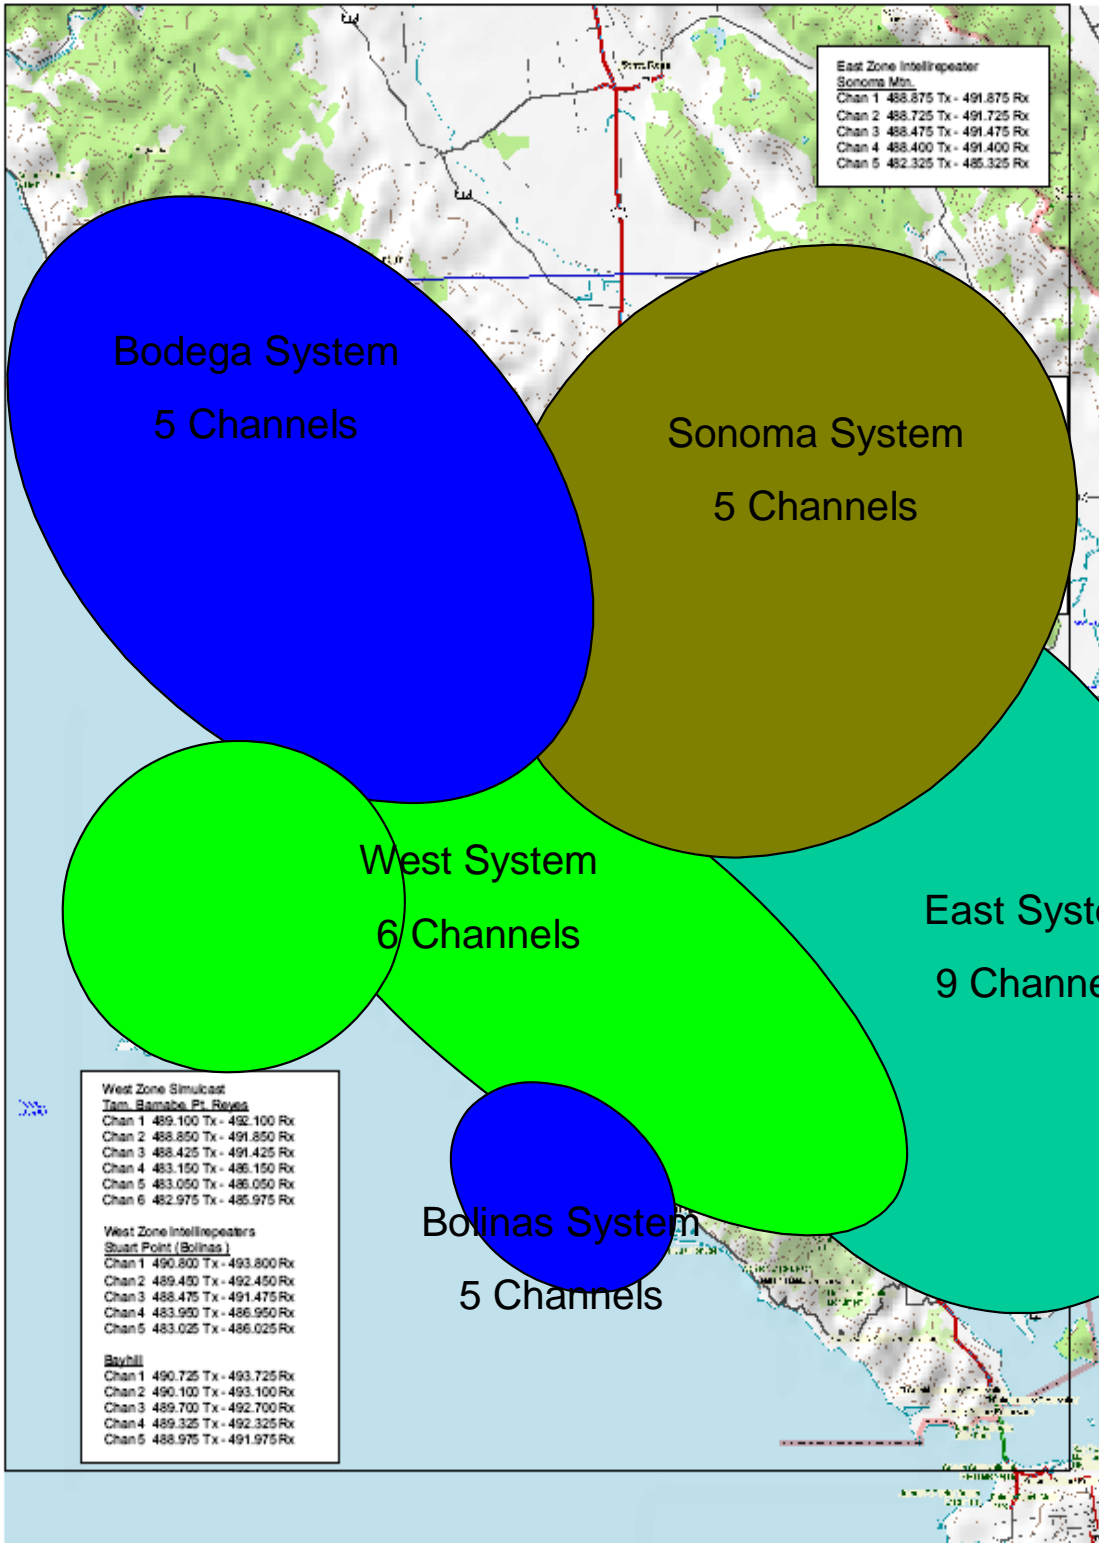 East Zone Intellirepeater
Sonoma Mtn.
Chan 1 488.875 Tx - 491.875 Rx
Chan 2 488.725 Tx - 491.725 Rx
Chan 3 488.475 Tx - 491.475 Rx
Chan 4 488.400 Tx - 491.400 Rx
Chan 5 482.325 Tx - 485.325 Rx
Bodega System
5 Channels
Sonoma System
5 Channels
West System
6 Channels
East Syste
9 Channe
Bolinas System
5 Channels
West Zone Simulcast
Tam, Barnabe, Pt. Reyes
Chan 1 489.100 Tx - 492.100 Rx
Chan 2 488.850 Tx - 491.850 Rx
Chan 3 488.425 Tx - 491.425 Rx
Chan 4 483.150 Tx - 486.150 Rx
Chan 5 483.050 Tx - 486.050 Rx
Chan 6 482.975 Tx - 485.975 Rx
West Zone Intellirepeaters
Stuart Point (Bolinas)
Chan 1 490.800 Tx - 493.800 Rx
Chan 2 489.450 Tx - 492.450 Rx
Chan 3 488.475 Tx - 491.475 Rx
Chan 4 483.950 Tx - 486.950 Rx
Chan 5 483.025 Tx - 486.025 Rx
Bayhill
Chan 1 490.725 Tx - 493.725 Rx
Chan 2 490.100 Tx - 493.100 Rx
Chan 3 489.700 Tx - 492.700 Rx
Chan 4 489.325 Tx - 492.325 Rx
Chan 5 488.975 Tx - 491.975 Rx